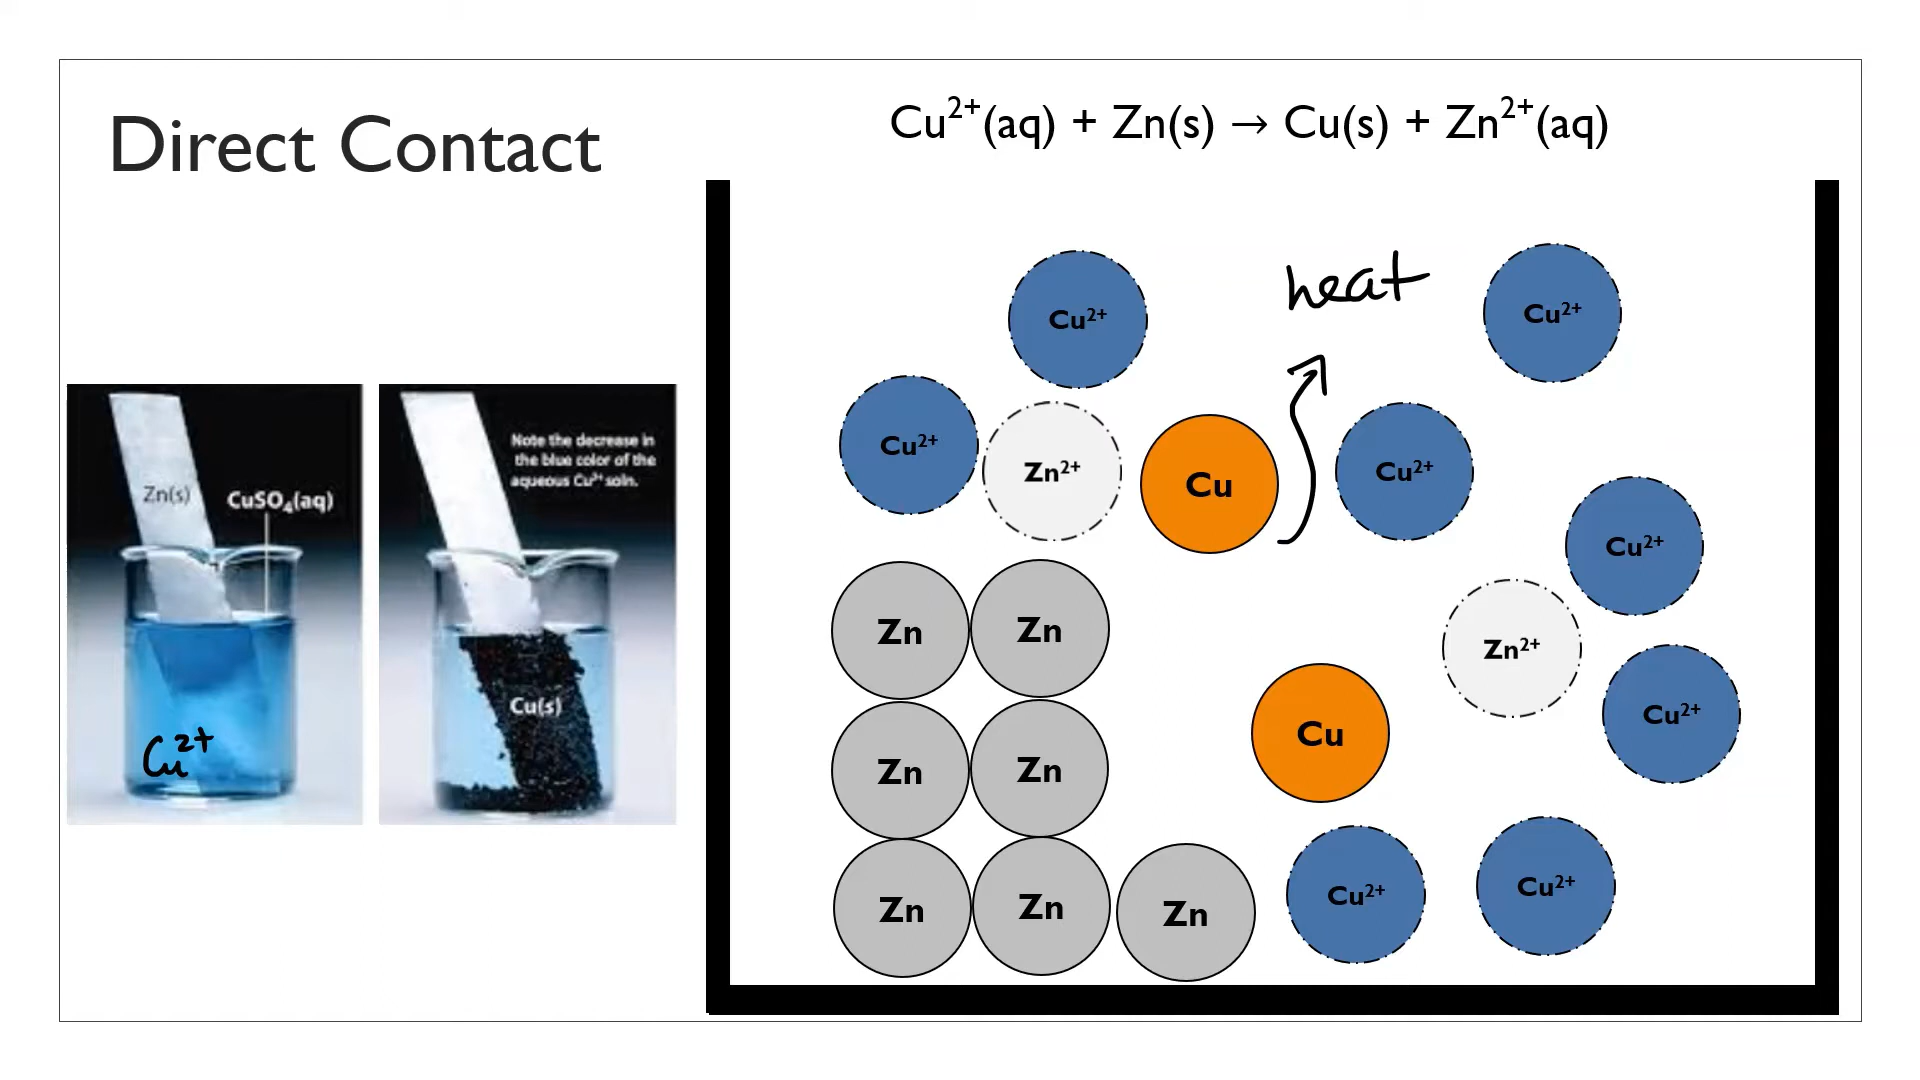 Direct Contact
Cu²⁺(aq) + Zn(s) → Cu(s) + Zn²⁺(aq)
Zn(s)
CuSO₄(aq)
Cu²⁺
Note the decrease in
the blue color of the
aqueous Cu²⁺ soln.
Cu(s)
heat
Cu²⁺
Cu²⁺
Cu²⁺
Zn²⁺
Cu
Cu²⁺
Cu²⁺
Zn Zn
Zn²⁺
Cu²⁺
Zn Zn
Cu
Zn Zn Zn
Cu²⁺
Cu²⁺